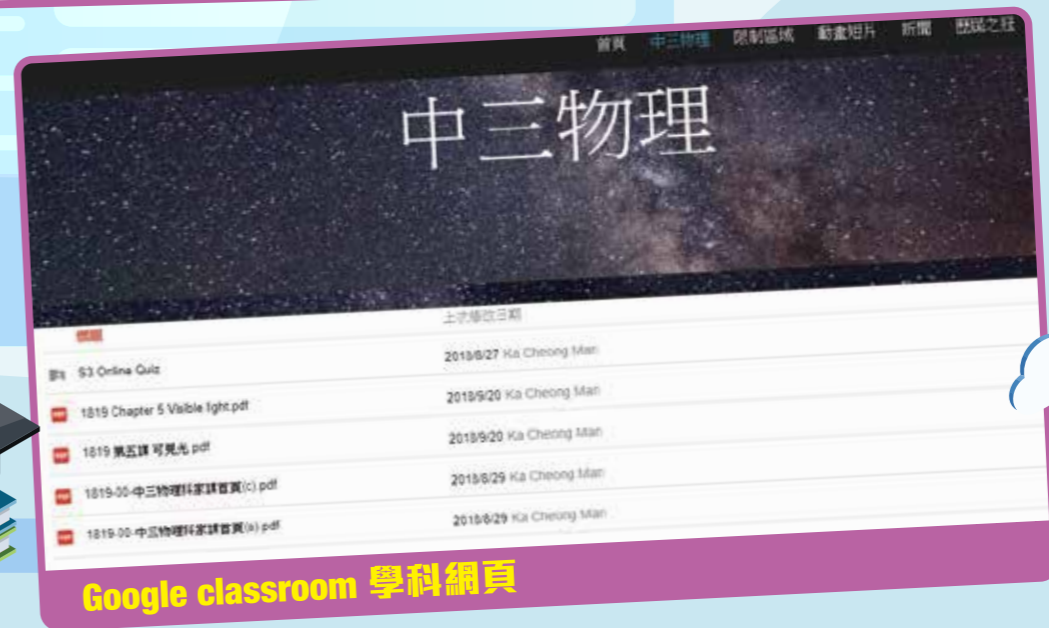 首頁 中三物理 限制區域 動畫短片 新聞
中三物理
上次修改日期
S3 Online Quiz 2018/8/27 Ka Cheong Man
1819 Chapter 5 Visible light.pdf 2018/9/20 Ka Cheong Man
1819 第五課 可見光.pdf 2018/9/20 Ka Cheong Man
1819-00-中三物理科家課首頁(c).pdf 2018/8/29 Ka Cheong Man
1819-00-中三物理科家課首頁(a).pdf 2018/8/29 Ka Cheong Man
Google classroom 學科網頁